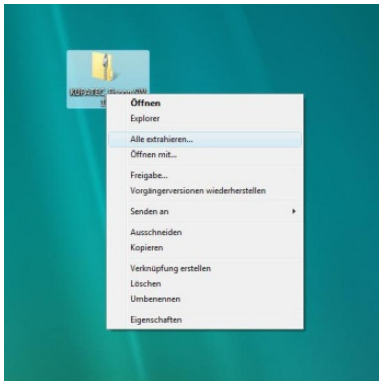 Öffnen
Explorer
Alle extrahieren...
Öffnen mit...
Freigabe...
Vorgängerversionen wiederherstellen
Senden an
Ausschneiden
Kopieren
Verknüpfung erstellen
Löschen
Umbenennen
Eigenschaften